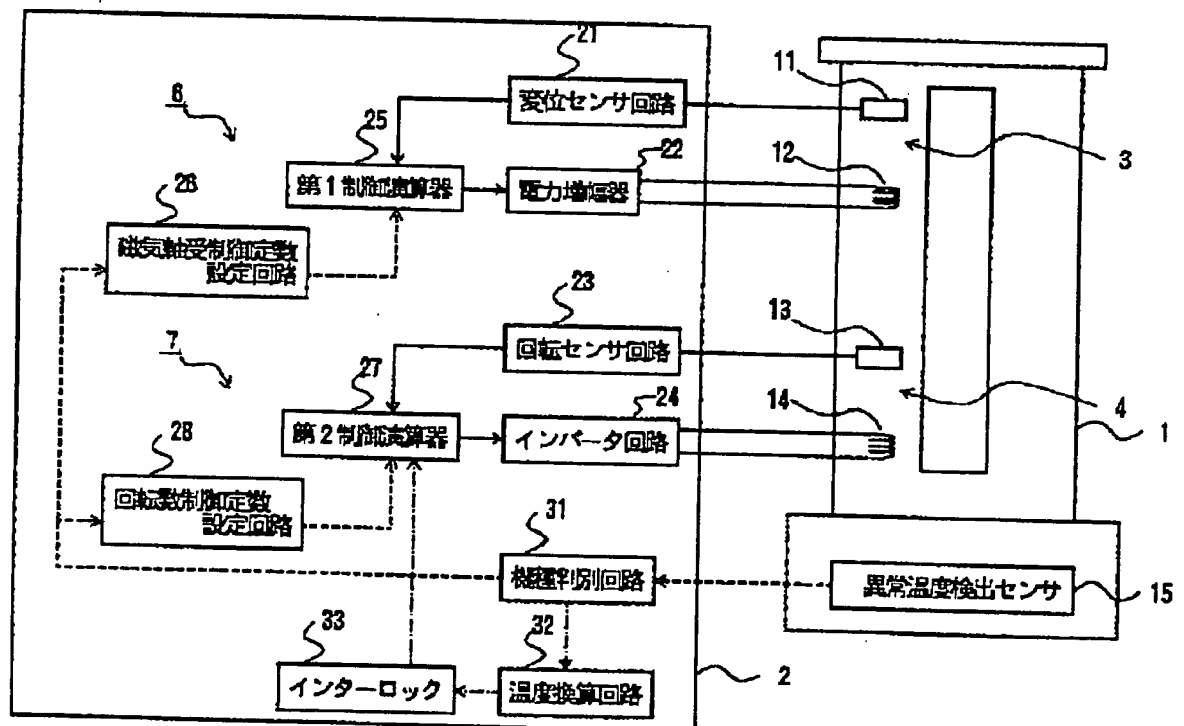 21
変位センサ回路
11
6
25
22
12
3
第1制御演算器
電力増幅器
26
磁気軸受制御定数
設定回路
23
13
回転センサ回路
7
27
24
14
4
1
第2制御演算器
インバータ回路
28
回転数制御定数
設定回路
31
機種判別回路
異常温度検出センサ
15
33
32
インターロック
温度換算回路
2